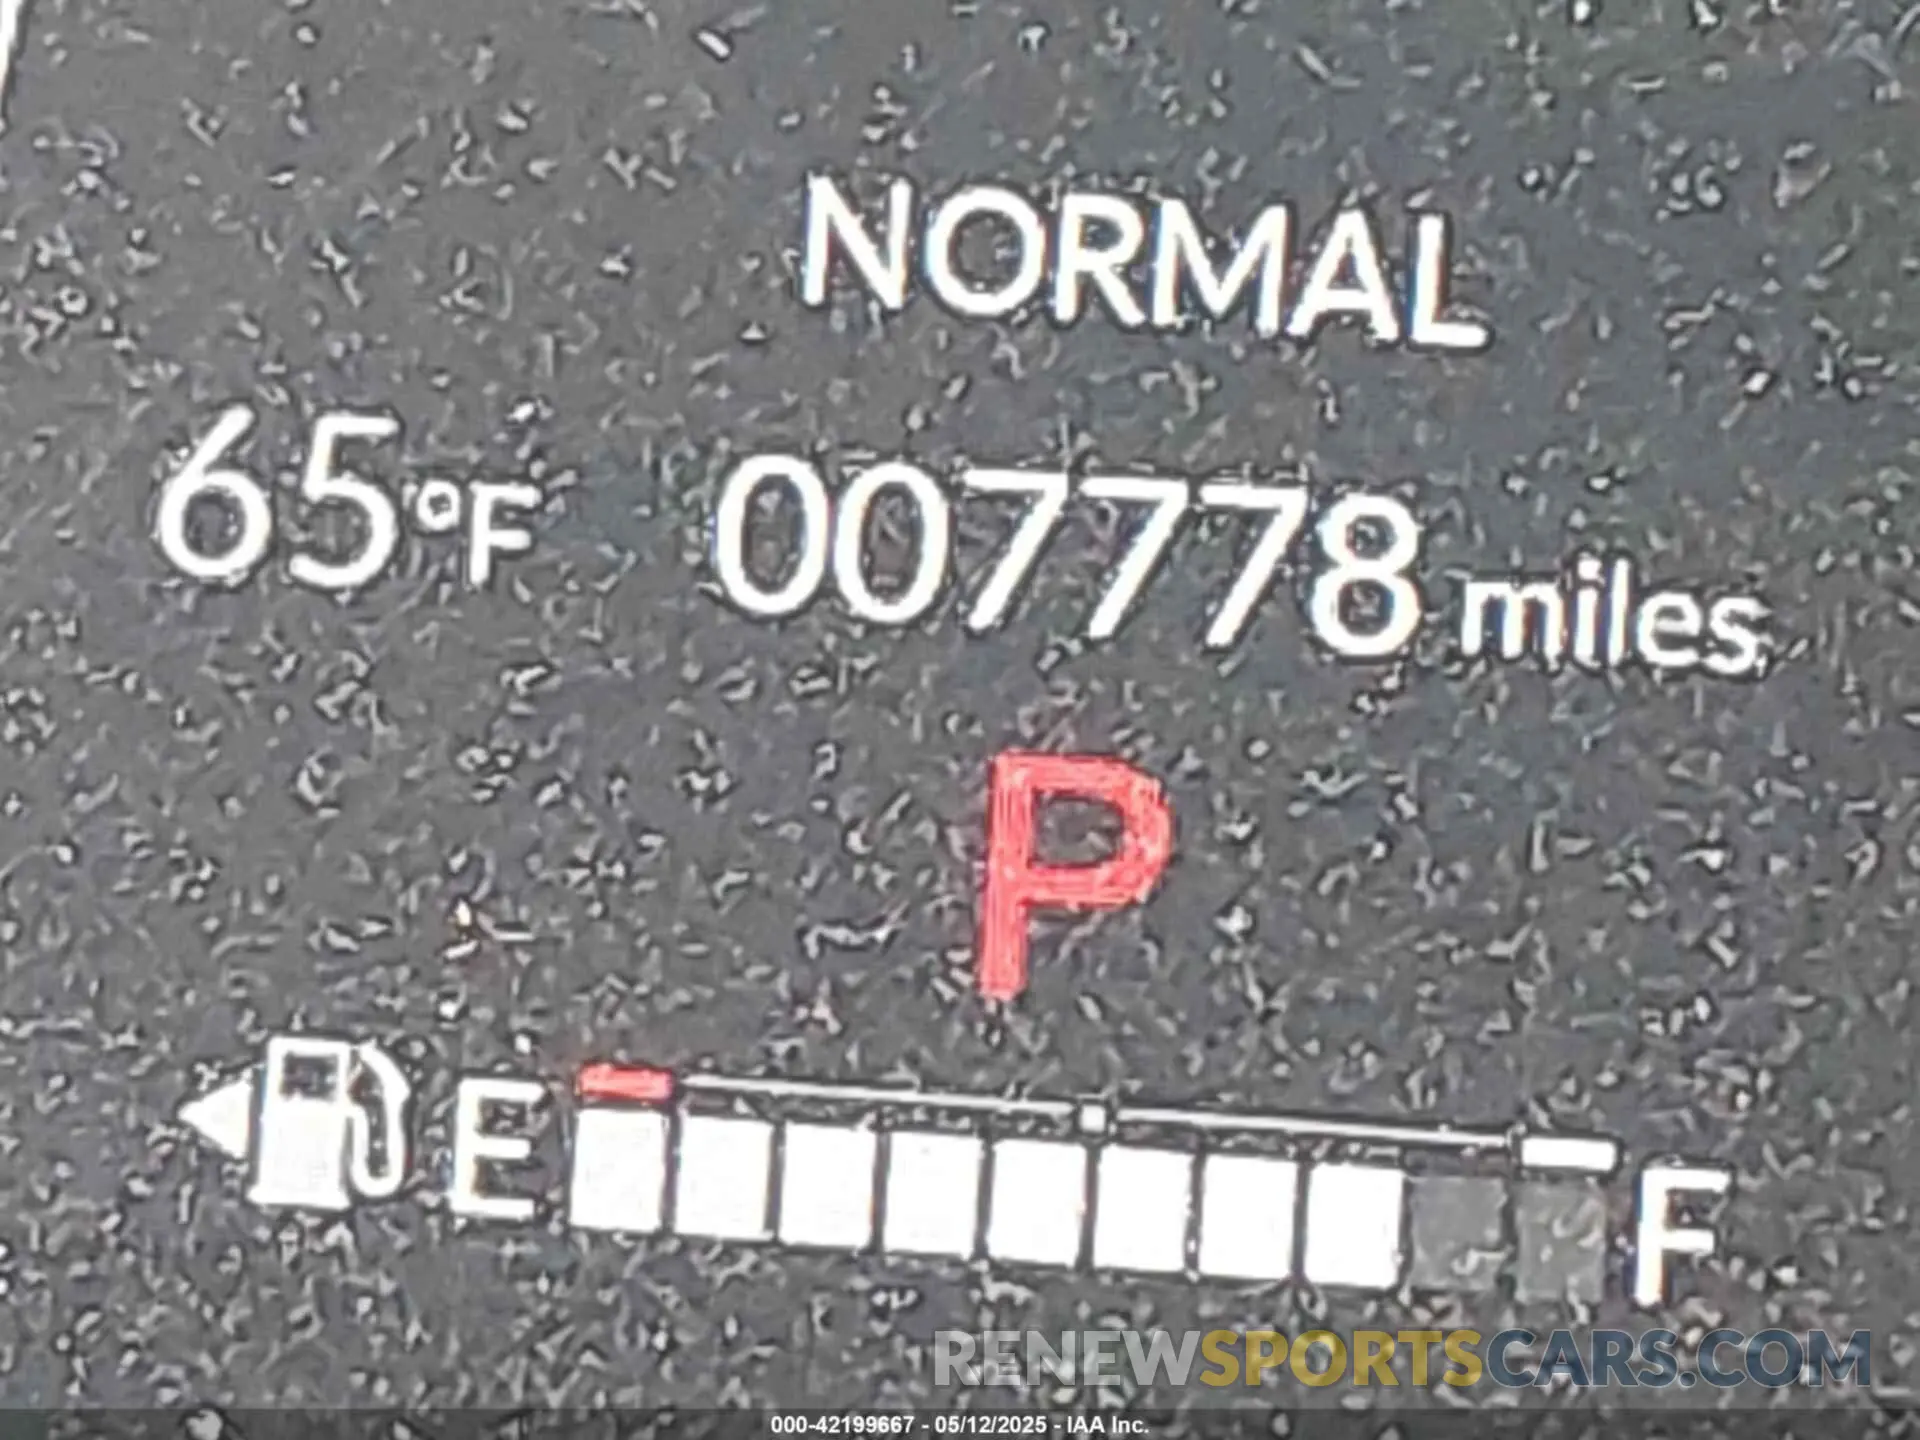 NORMAL
65°F 007778 miles
P
E F
RENEWSPORTSCARS.COM
000-42199667 - 05/12/2025 - IAA Inc.